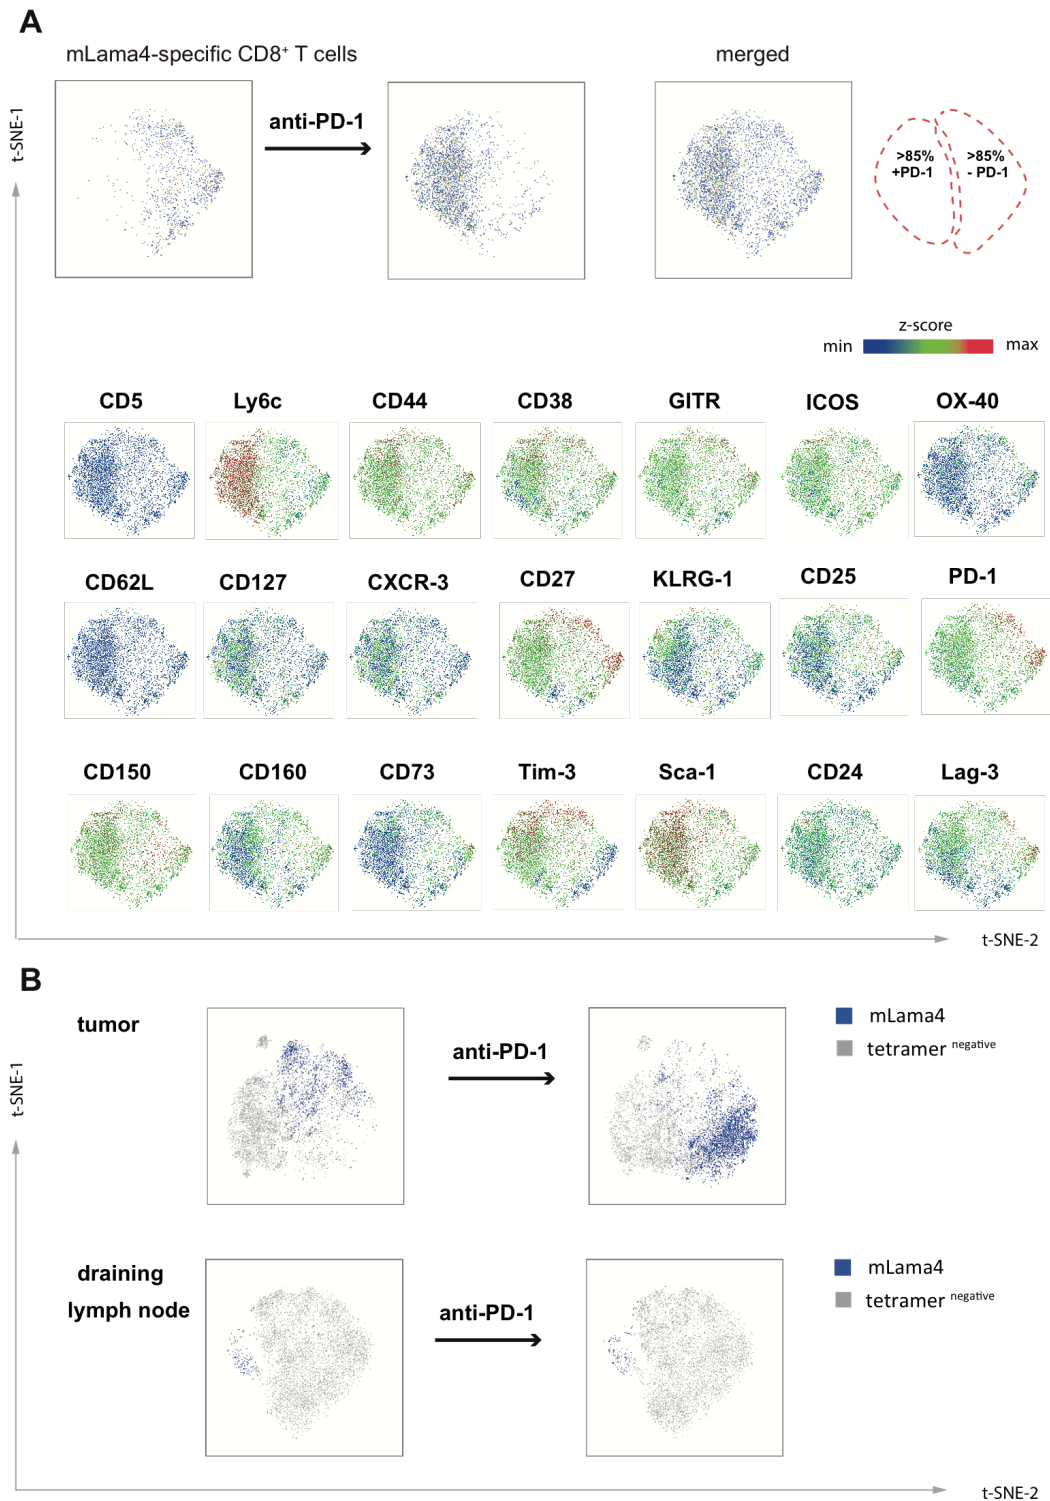 A
mLama4-specific CD8+ T cells
merged
anti-PD-1
>85%
+PD-1
>85%
- PD-1
t-SNE-1
z-score
min
max
CD5
Ly6c
CD44
CD38
GITR
ICOS
OX-40
CD62L
CD127
CXCR-3
CD27
KLRG-1
CD25
PD-1
CD150
CD160
CD73
Tim-3
Sca-1
CD24
Lag-3
t-SNE-2
B
tumor
anti-PD-1
mLama4
tetramer negative
t-SNE-1
draining
lymph node
anti-PD-1
mLama4
tetramer negative
t-SNE-2